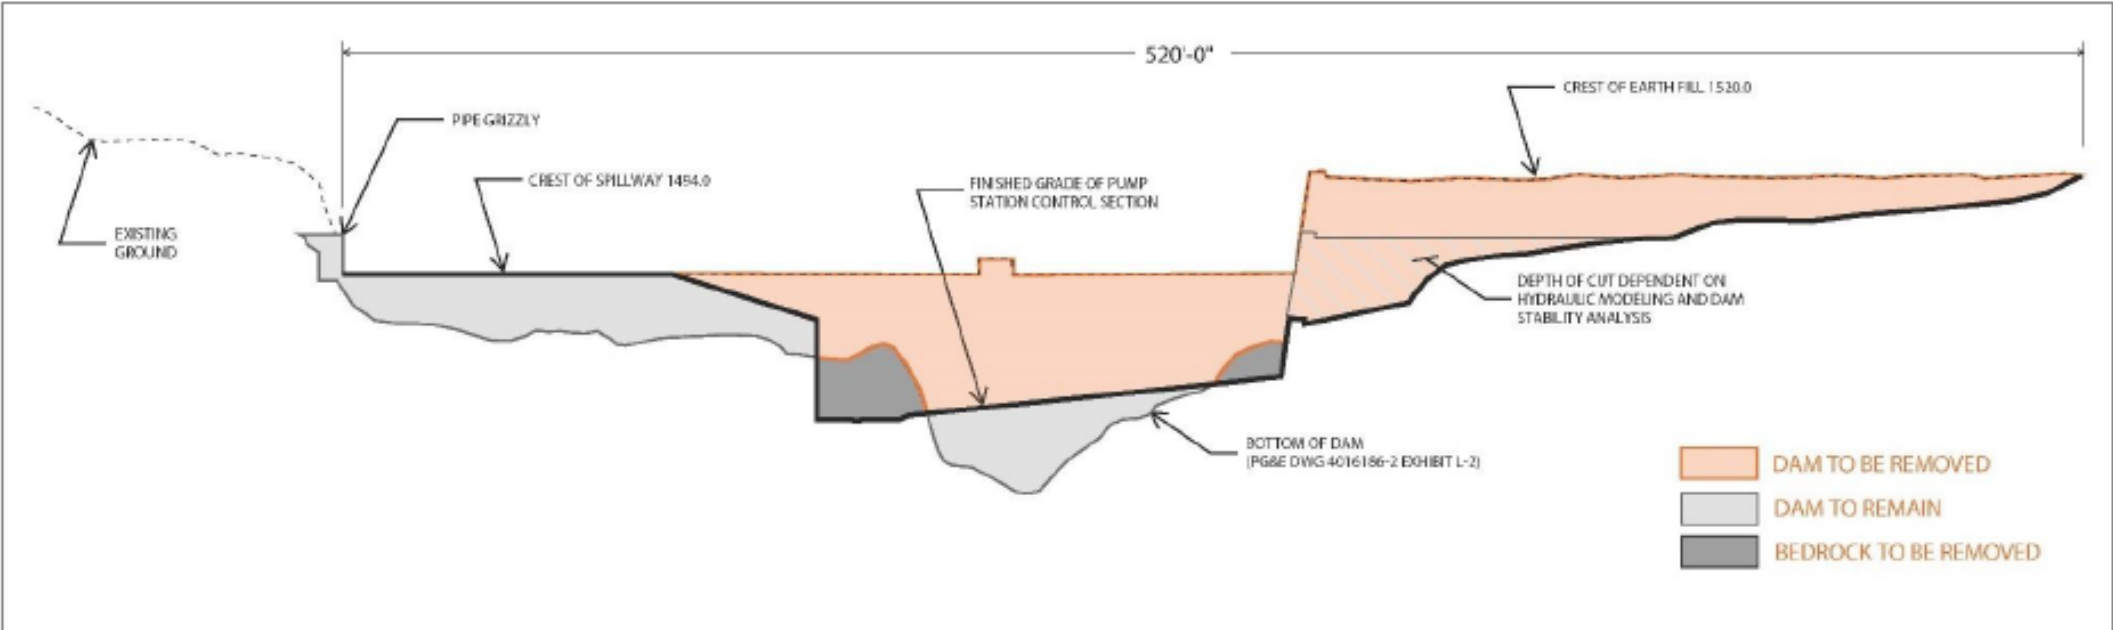 520'-0"
CREST OF EARTH FILL 1520.0
PIPE GRIZZLY
CREST OF SPILLWAY 1494.0
FINISHED GRADE OF PUMP
STATION CONTROL SECTION
EXISTING
GROUND
DEPTH OF CUT DEPENDENT ON
HYDRAULIC MODELING AND DAM
STABILITY ANALYSIS
BOTTOM OF DAM
(PG&E DWG 4016186-2 EXHIBIT L-2)
DAM TO BE REMOVED
DAM TO REMAIN
BEDROCK TO BE REMOVED